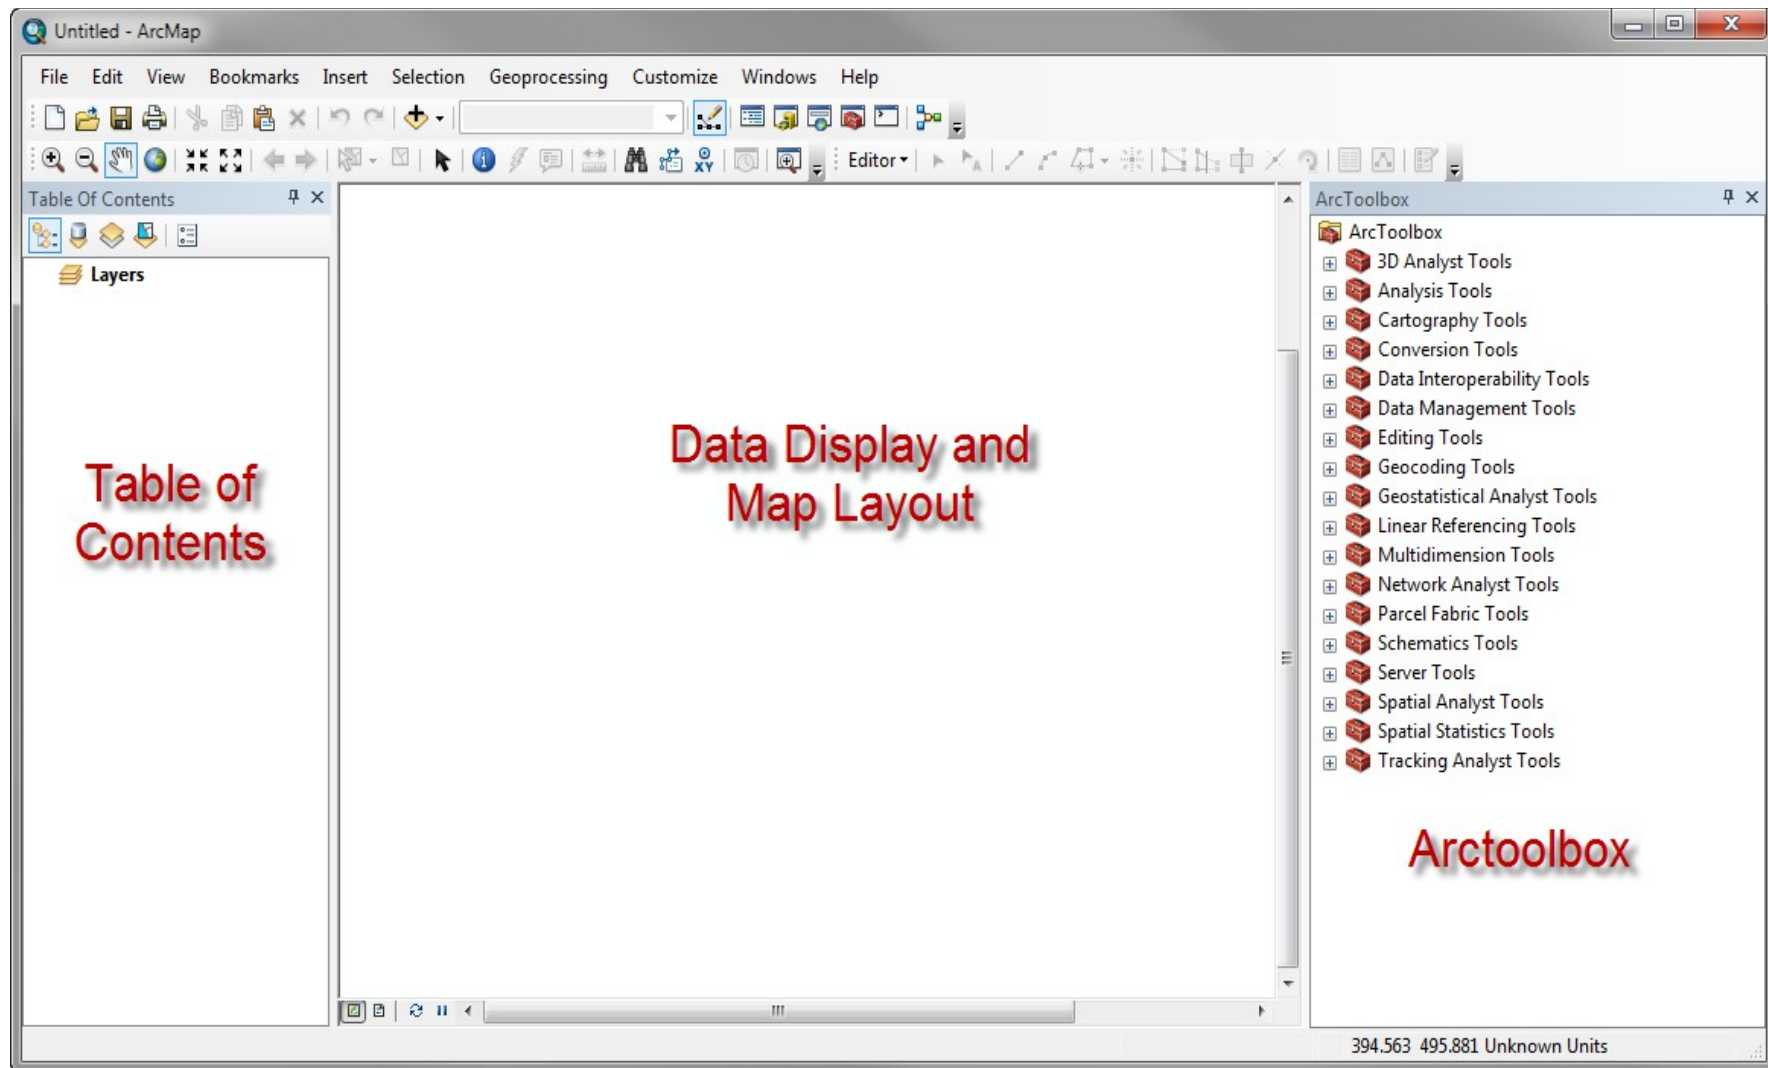 Untitled - ArcMap
File Edit View Bookmarks Insert Selection Geoprocessing Customize Windows Help
XY Editor
Table Of Contents
Layers
Table of
Contents
Data Display and
Map Layout
ArcToolbox
ArcToolbox
3D Analyst Tools
Analysis Tools
Cartography Tools
Conversion Tools
Data Interoperability Tools
Data Management Tools
Editing Tools
Geocoding Tools
Geostatistical Analyst Tools
Linear Referencing Tools
Multidimension Tools
Network Analyst Tools
Parcel Fabric Tools
Schematics Tools
Server Tools
Spatial Analyst Tools
Spatial Statistics Tools
Tracking Analyst Tools
Arctoolbox
394.563 495.881 Unknown Units